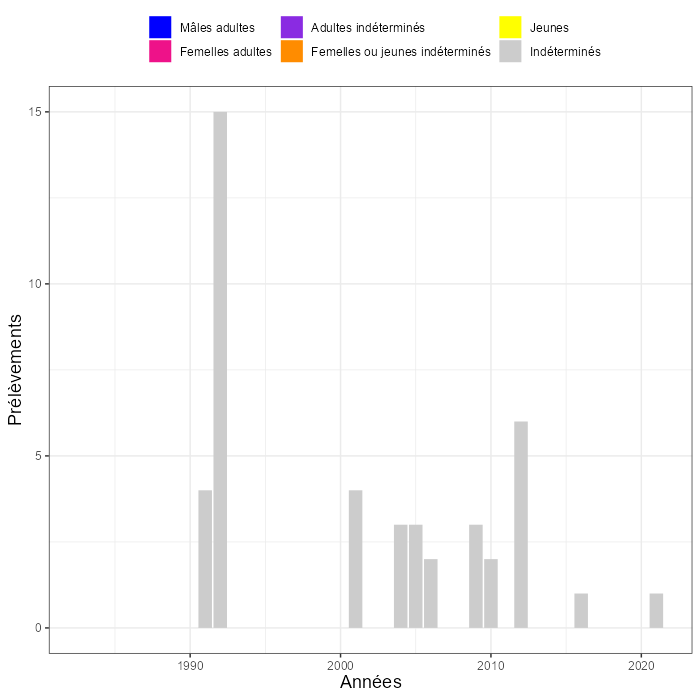 Mâles adultes
Adultes indéterminés
Jeunes
Femelles adultes
Femelles ou jeunes indéterminés
Indéterminés
15
10
5
0
Prélèvements
1990
2000
2010
2020
Années